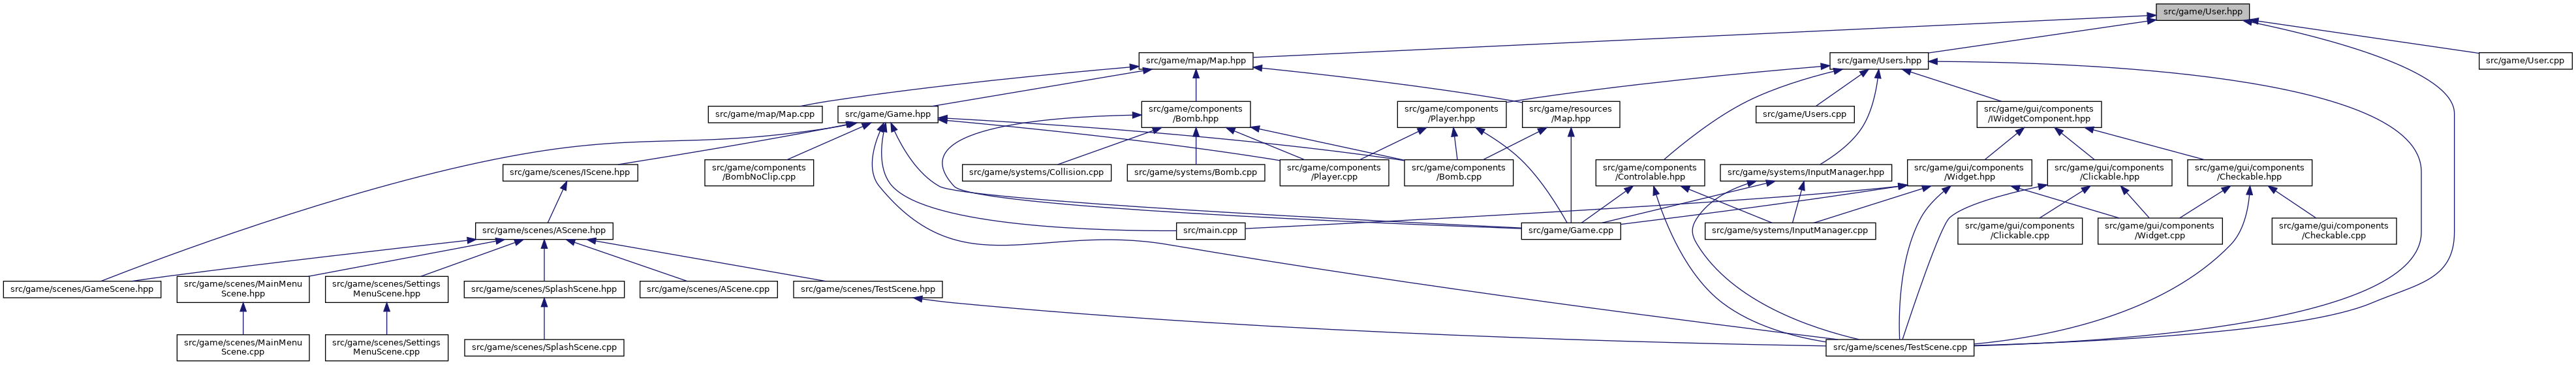 src/game/User.hpp
src/game/map/Map.hpp
src/game/Users.hpp
src/game/User.cpp
src/game/map/Map.cpp
src/game/Game.hpp
src/game/components
/Bomb.hpp
src/game/components
/Player.hpp
src/game/resources
/Map.hpp
src/game/Users.cpp
src/game/gui/components
/IWidgetComponent.hpp
src/game/scenes/IScene.hpp
src/game/components
/BombNoClip.cpp
src/game/systems/Collision.cpp
src/game/systems/Bomb.cpp
src/game/components
/Player.cpp
src/game/components
/Bomb.cpp
src/game/components
/Controlable.hpp
src/game/systems/InputManager.hpp
src/game/gui/components
/Widget.hpp
src/game/gui/components
/Clickable.hpp
src/game/gui/components
/Checkable.hpp
src/game/scenes/AScene.hpp
src/main.cpp
src/game/Game.cpp
src/game/systems/InputManager.cpp
src/game/gui/components
/Clickable.cpp
src/game/gui/components
/Widget.cpp
src/game/gui/components
/Checkable.cpp
src/game/scenes/GameScene.hpp
src/game/scenes/MainMenu
Scene.hpp
src/game/scenes/Settings
MenuScene.hpp
src/game/scenes/SplashScene.hpp
src/game/scenes/AScene.cpp
src/game/scenes/TestScene.hpp
src/game/scenes/MainMenu
Scene.cpp
src/game/scenes/Settings
MenuScene.cpp
src/game/scenes/SplashScene.cpp
src/game/scenes/TestScene.cpp